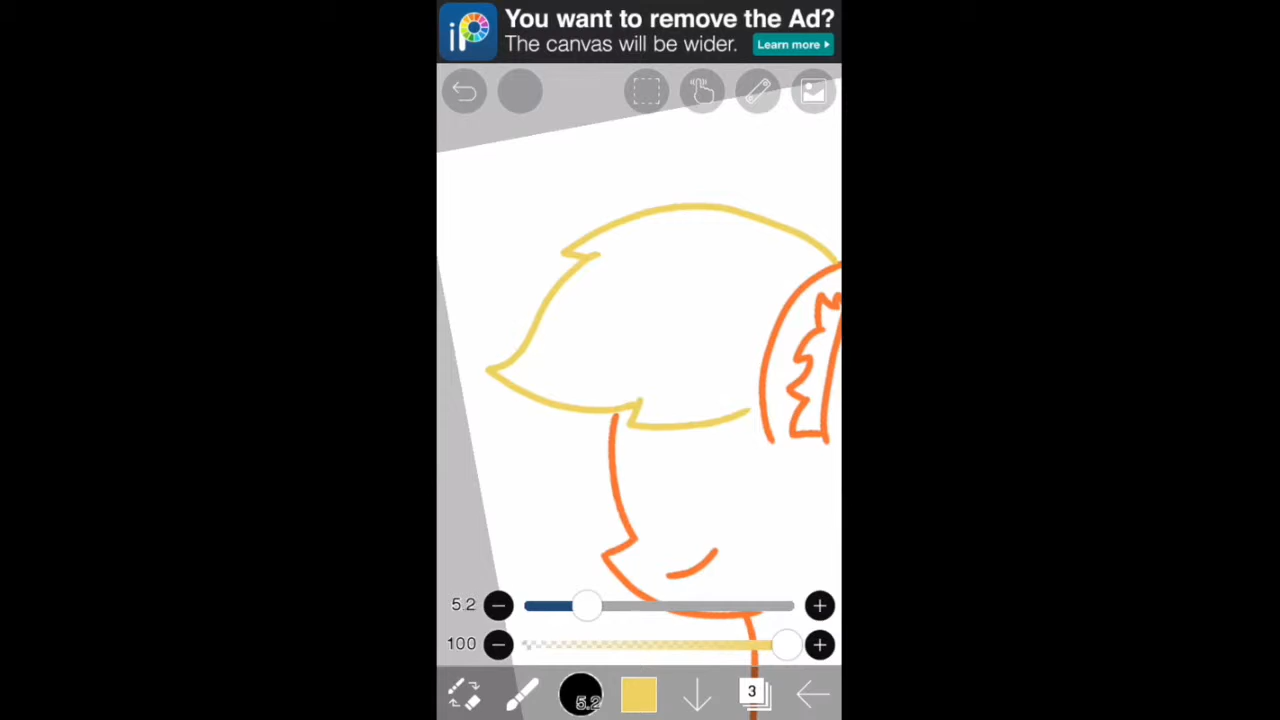 iP
You want to remove the Ad?
The canvas will be wider.
Learn more
5.2
100
5.2
3